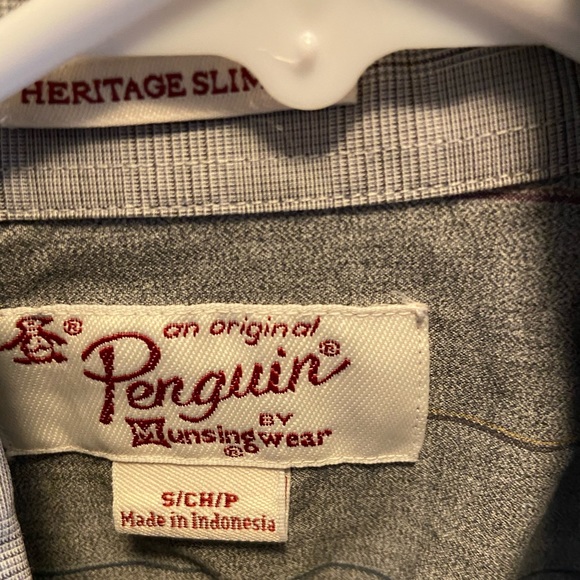 HERITAGE SLIM
®
an original
Penguin®
BY
Munsingwear
®
S/CH/P
Made in Indonesia